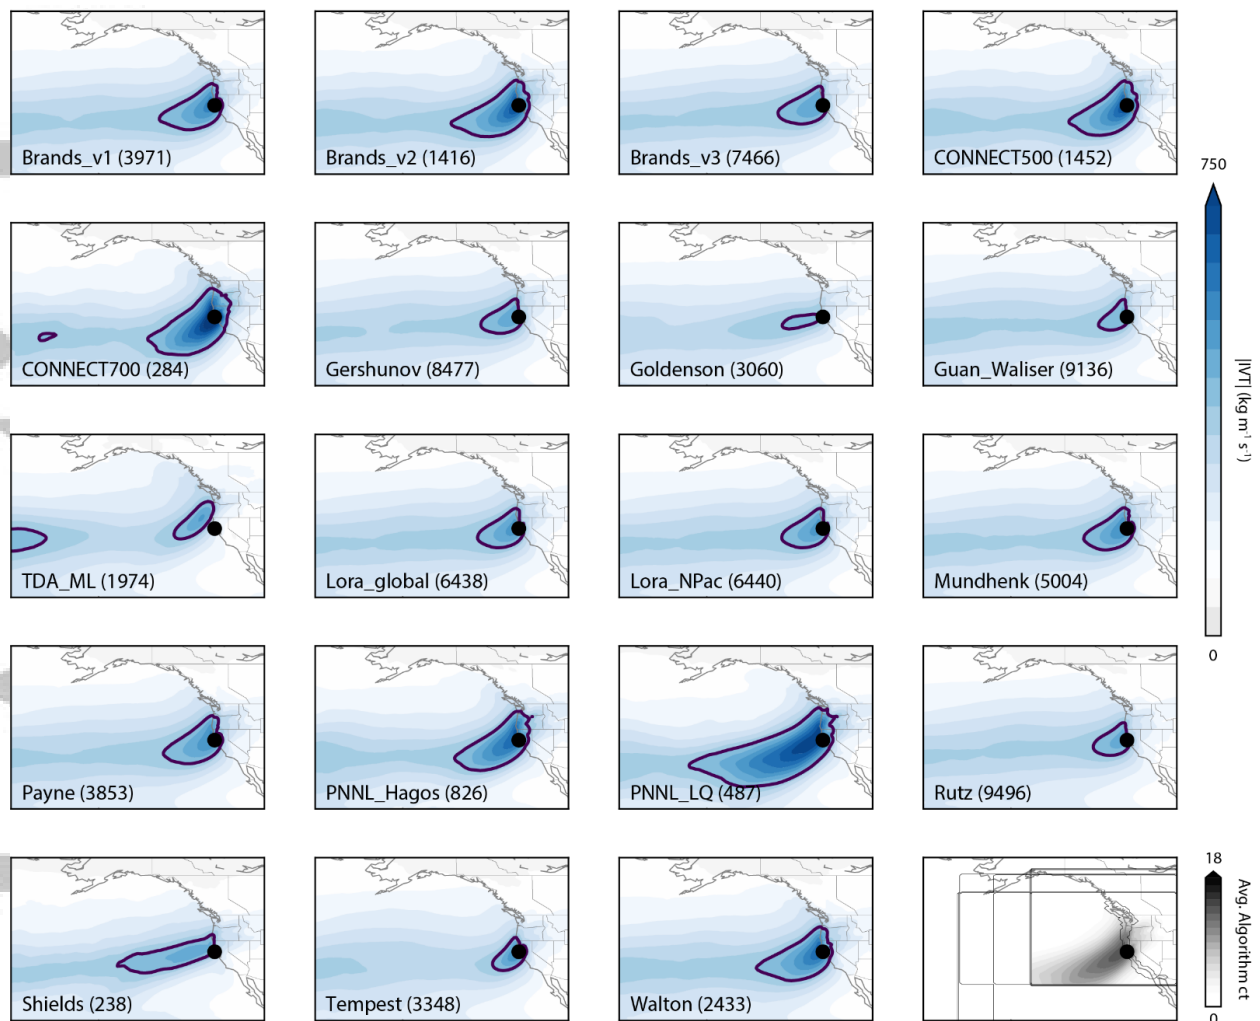 Brands_v1 (3971)
Brands_v2 (1416)
Brands_v3 (7466)
CONNECT500 (1452)
750
CONNECT700 (284)
Gershunov (8477)
Goldenson (3060)
Guan_Waliser (9136)
|IVT| (kg m⁻¹ s⁻¹)
TDA_ML (1974)
Lora_global (6438)
Lora_NPac (6440)
Mundhenk (5004)
0
Payne (3853)
PNNL_Hagos (826)
PNNL_LQ (487)
Rutz (9496)
18
Avg. Algorithm ct
Shields (238)
Tempest (3348)
Walton (2433)
0